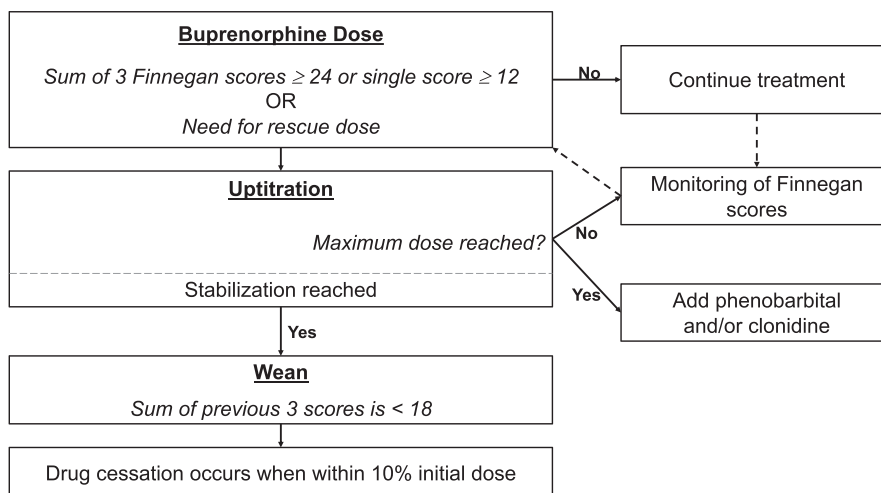 Buprenorphine Dose
Sum of 3 Finnegan scores ≥ 24 or single score ≥ 12
OR
Need for rescue dose
No
Continue treatment
Uptitration
Maximum dose reached?
No
Yes
Monitoring of Finnegan
scores
Stabilization reached
Add phenobarbital
and/or clonidine
Yes
Wean
Sum of previous 3 scores is < 18
Drug cessation occurs when within 10% initial dose